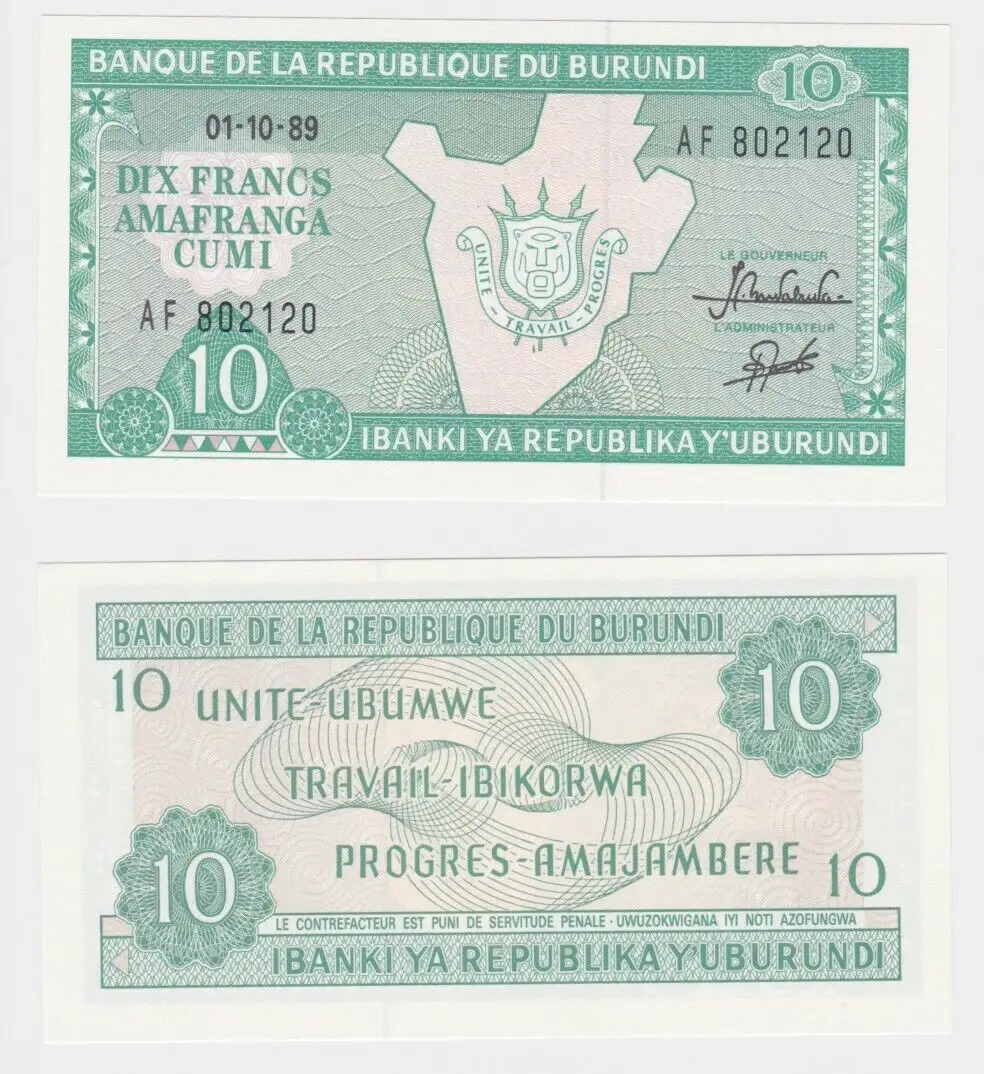 BANQUE DE LA REPUBLIQUE DU BURUNDI
10
01-10-89
AF 802120
DIX FRANCS
AMAFRANGA
CUMI
UNITE - TRAVAIL - PROGRES
LE GOUVERNEUR
AF 802120
L'ADMINISTRATEUR
10
IBANKI YA REPUBLIKA Y'UBURUNDI
BANQUE DE LA REPUBLIQUE DU BURUNDI
10
10
UNITE-UBUMWE
TRAVAIL-IBIKORWA
PROGRES-AMAJAMBERE
10
10
LE CONTREFACTEUR EST PUNI DE SERVITUDE PENALE · UWUZOKWIGANA IYI NOTI AZOFUNGWA
IBANKI YA REPUBLIKA Y'UBURUNDI